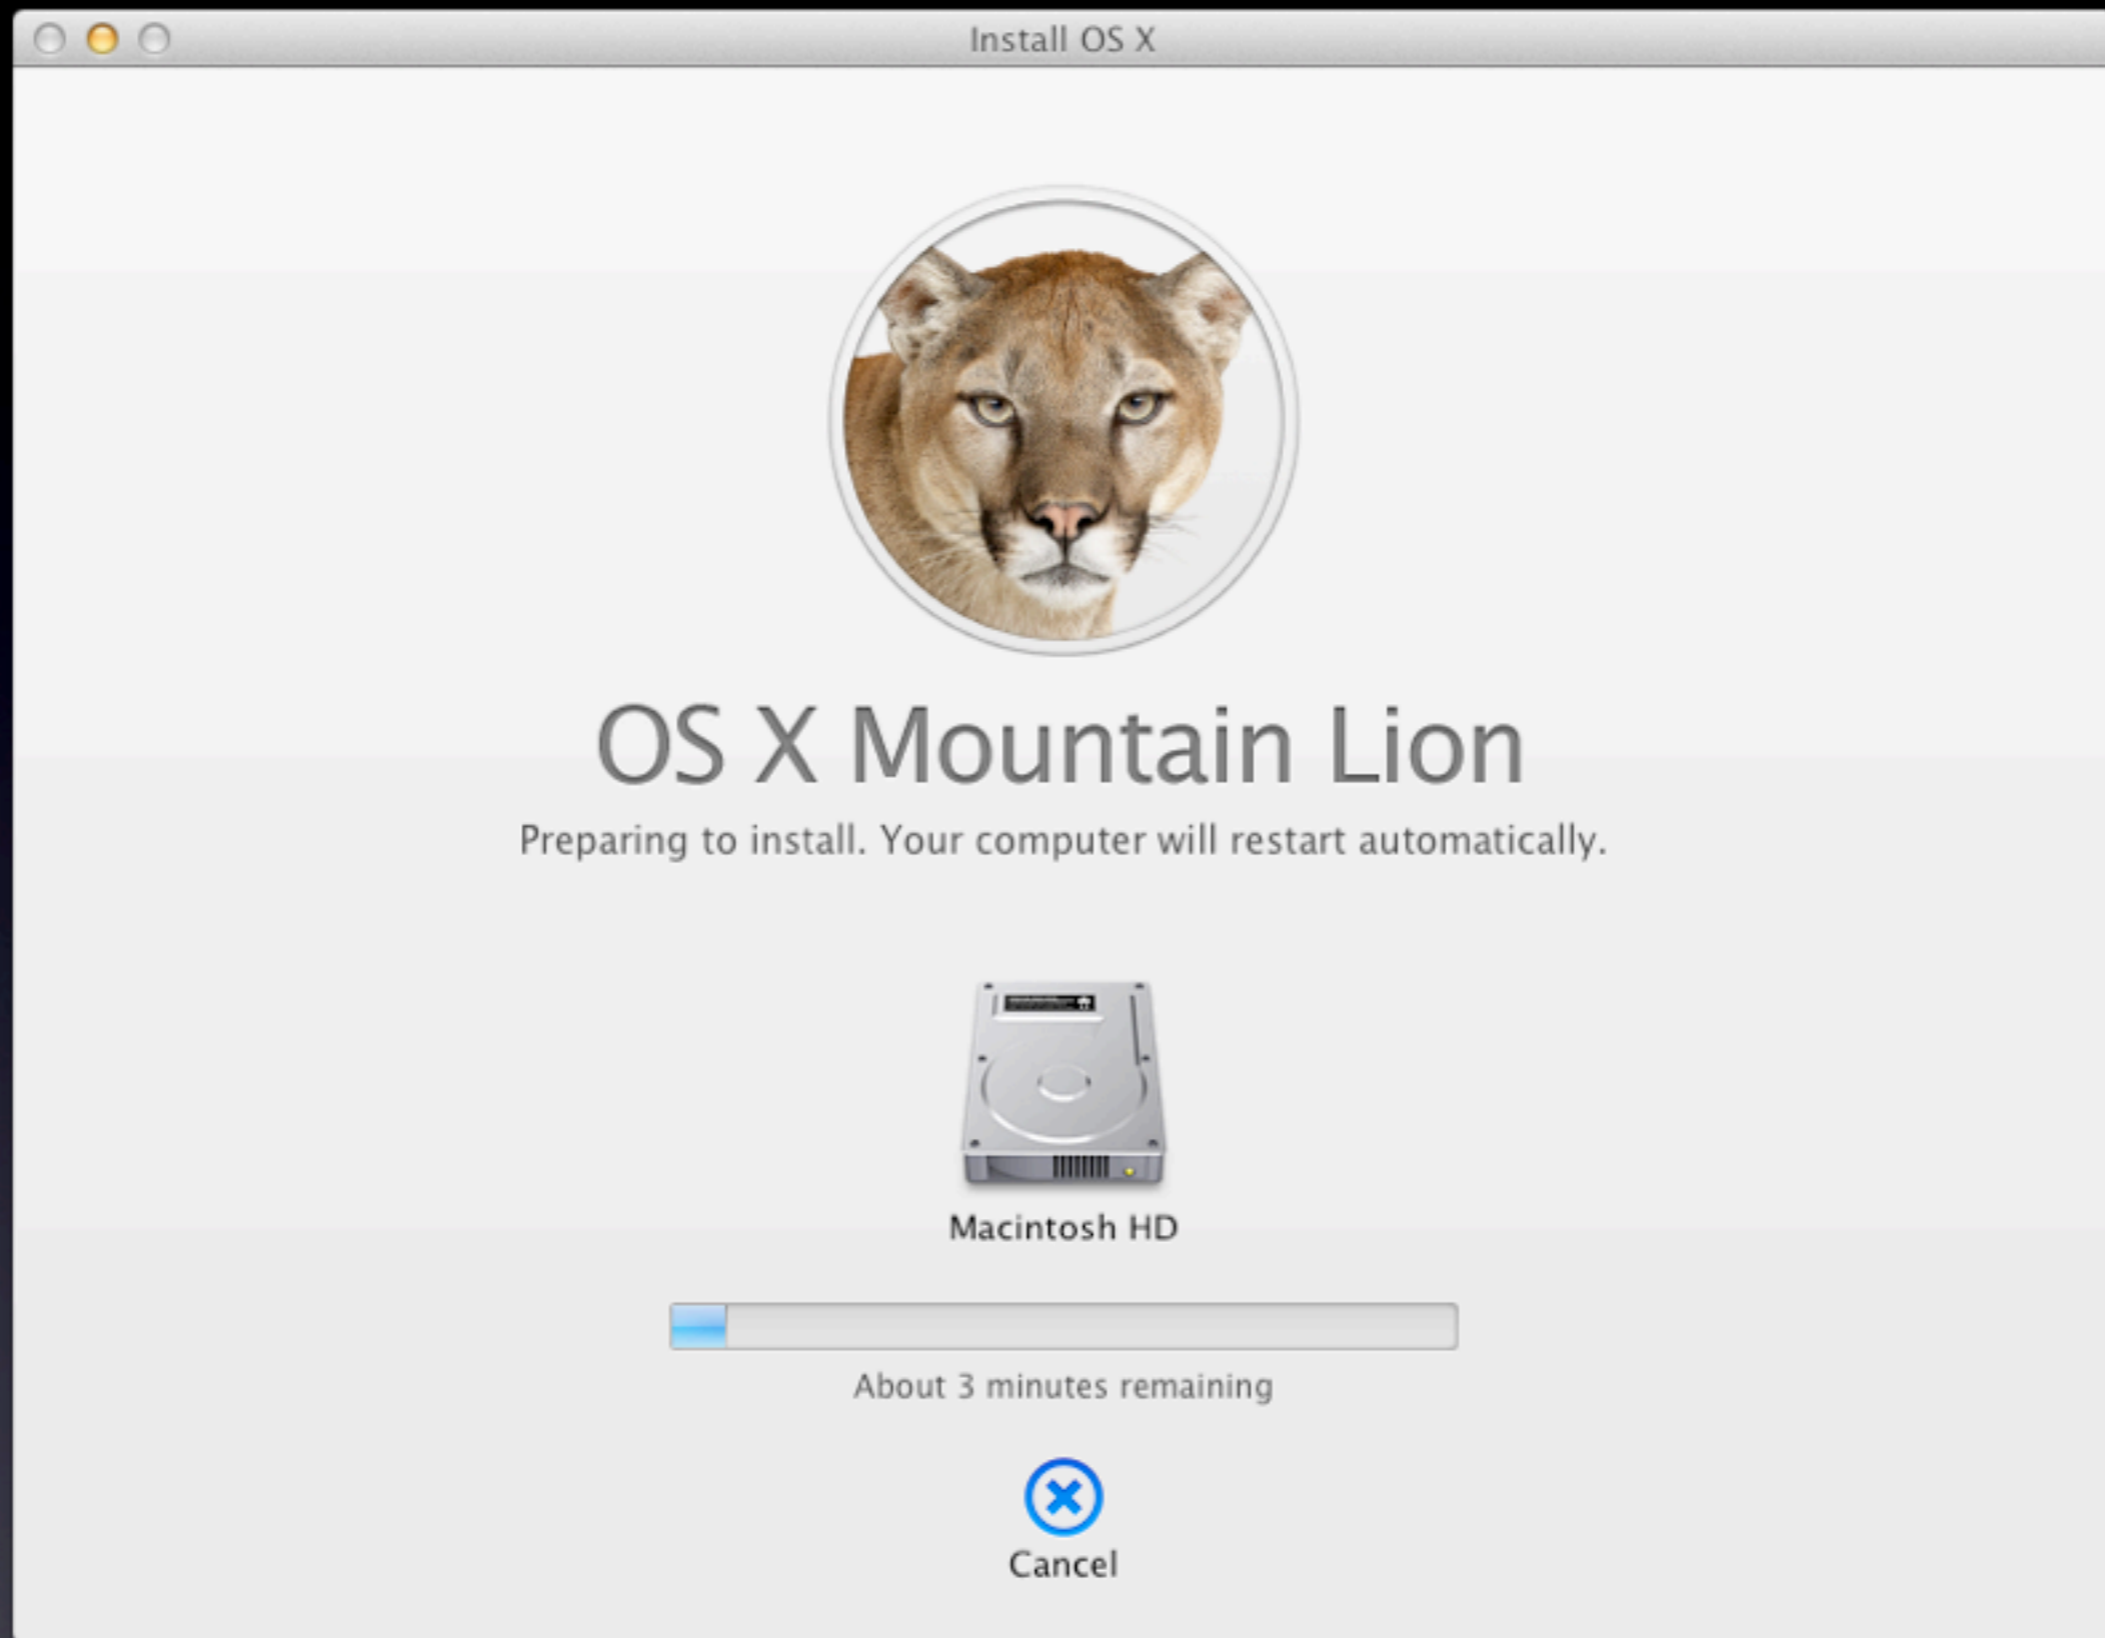 Install OS X
OS X Mountain Lion
Preparing to install. Your computer will restart automatically.
Macintosh HD
About 3 minutes remaining
Cancel